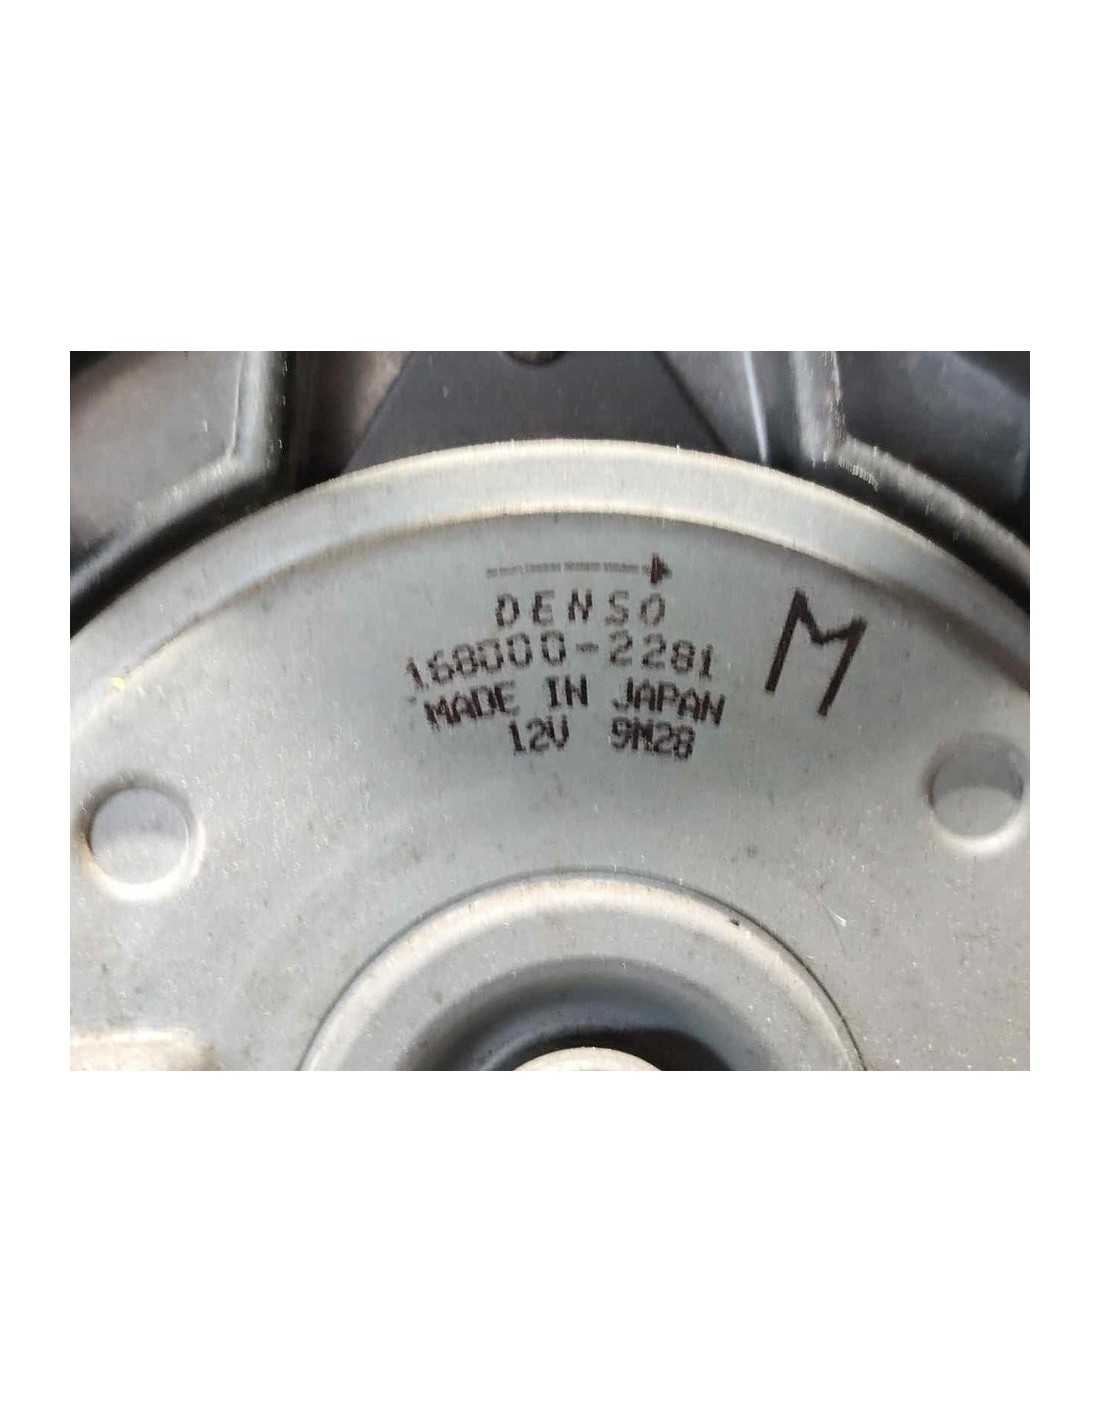 DENSO
168000-2281
MADE IN JAPAN
12V 9M28
M